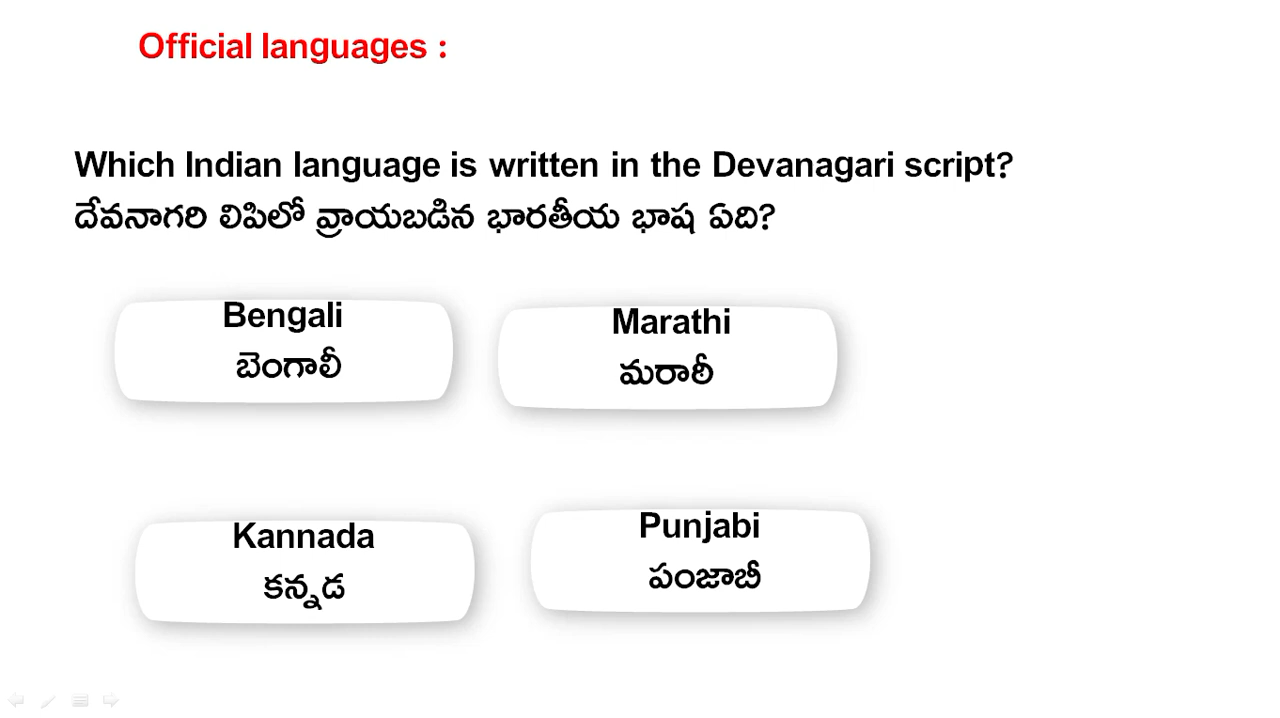 Official languages :
Which Indian language is written in the Devanagari script?
దేవనాగరి లిపిలో వ్రాయబడిన భారతీయ భాష ఏది?
Bengali
బెంగాలీ
Marathi
మరాఠీ
Kannada
కన్నడ
Punjabi
పంజాబీ